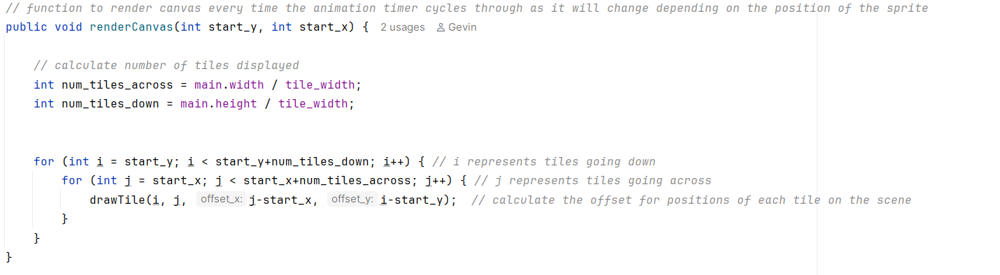 // function to render canvas every time the animation timer cycles through as it will change depending on the position of the sprite
public void renderCanvas(int start_y, int start_x) { 2 usages Gevin
// calculate number of tiles displayed
int num_tiles_across = main.width / tile_width;
int num_tiles_down = main.height / tile_width;
for (int i = start_y; i < start_y+num_tiles_down; i++) { // i represents tiles going down
for (int j = start_x; j < start_x+num_tiles_across; j++) { // j represents tiles going across
drawTile(i, j, offset_x: j-start_x, offset_y: i-start_y); // calculate the offset for positions of each tile on the scene
}
}
}